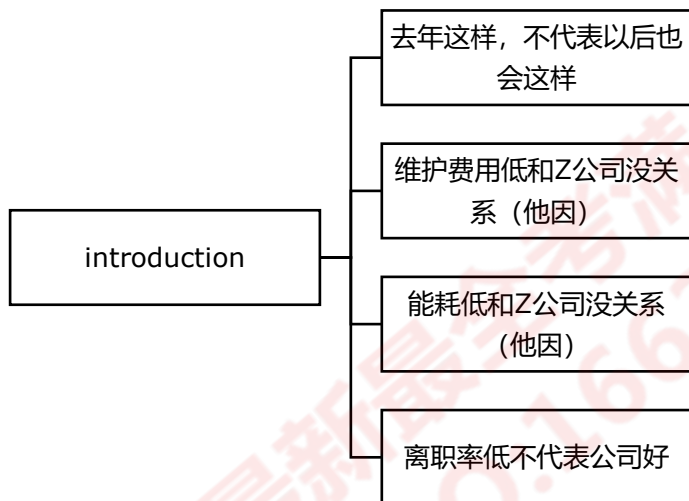 去年这样，不代表以后也
会这样
维护费用低和Z公司没关
系（他因）
introduction
能耗低和Z公司没关系
（他因）
离职率低不代表公司好